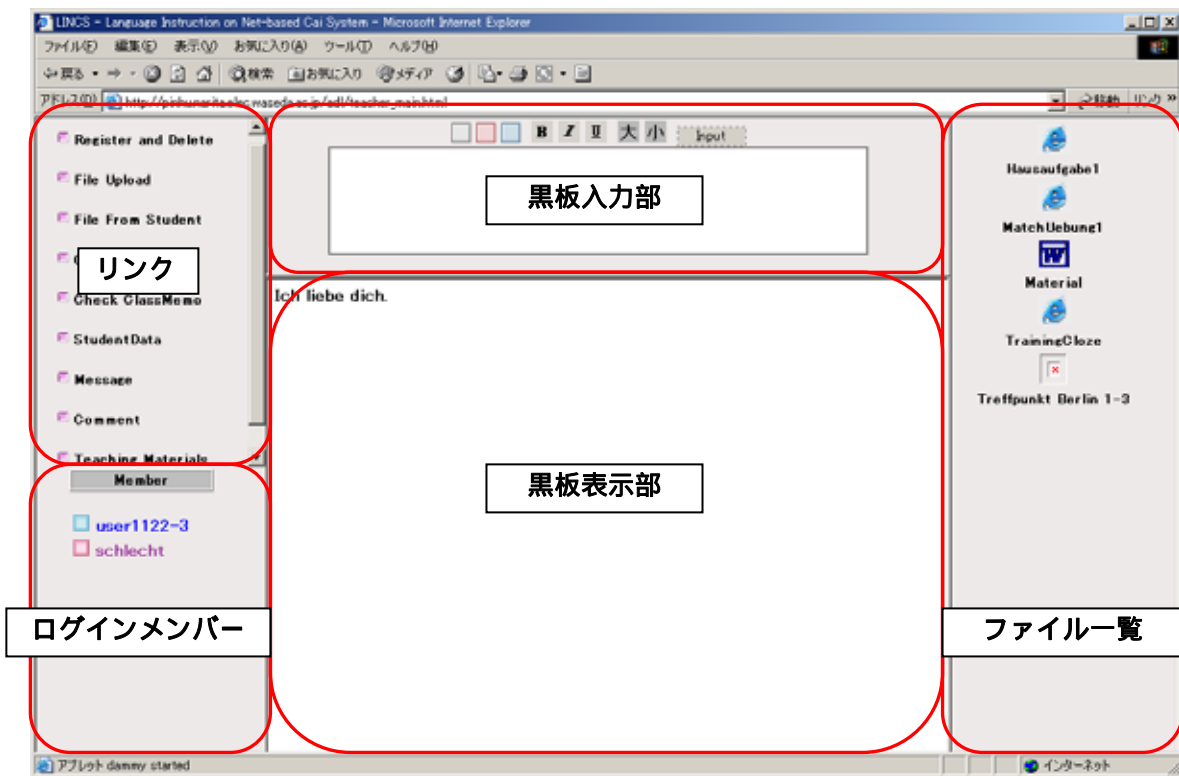 LINCS - Language Instruction on Net-based Cai System - Microsoft Internet Explorer
ファイル(F) 編集(E) 表示(V) お気に入り(A) ツール(T) ヘルプ(H)
戻る 検索 お気に入り メディア
アドレス(D) 移動 リンク »
Register and Delete
File Upload
File From Student
リンク
Check ClassMemo
StudentData
Message
Comment
Teaching Materials
Member
user1122-3
schlecht
ログインメンバー
B I U 大 小 Input
黒板入力部
Ich liebe dich.
黒板表示部
Hausaufgabe1
MatchUebung1
Material
TrainingCloze
Treffpunkt Berlin 1-3
ファイル一覧
アプレット dammy started
インターネット